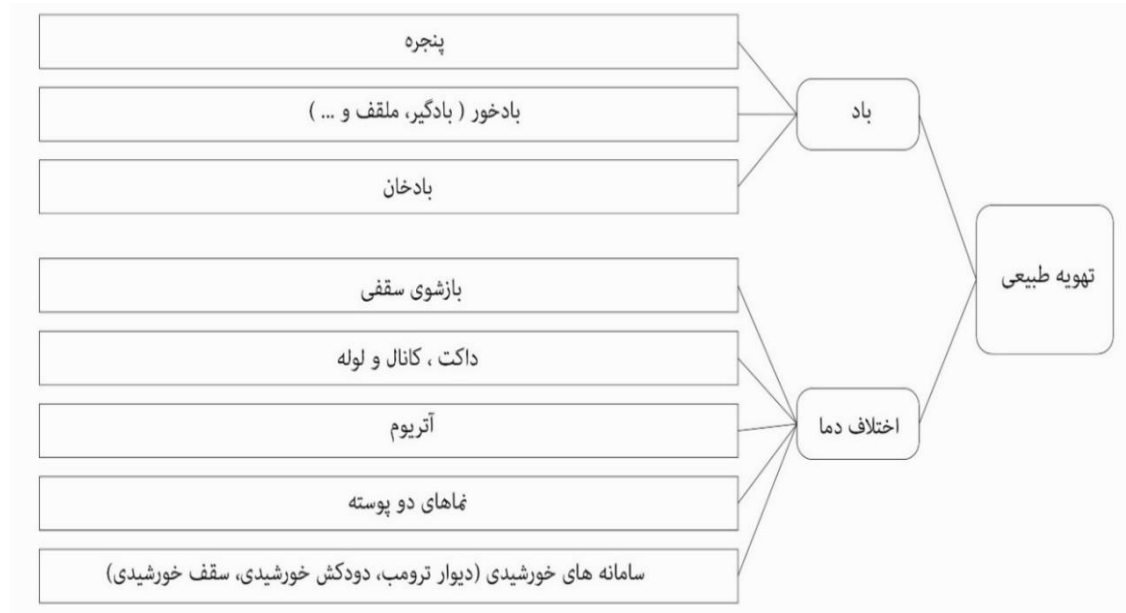 تهویه طبیعی
باد
پنجره
بادخور ( بادگیر، ملقف و ... )
بادخان
اختلاف دما
بازشوی سقفی
داکت ، کانال و لوله
آتریوم
نماهای دو پوسته
سامانه های خورشیدی (دیوار ترومب، دودکش خورشیدی، سقف خورشیدی)